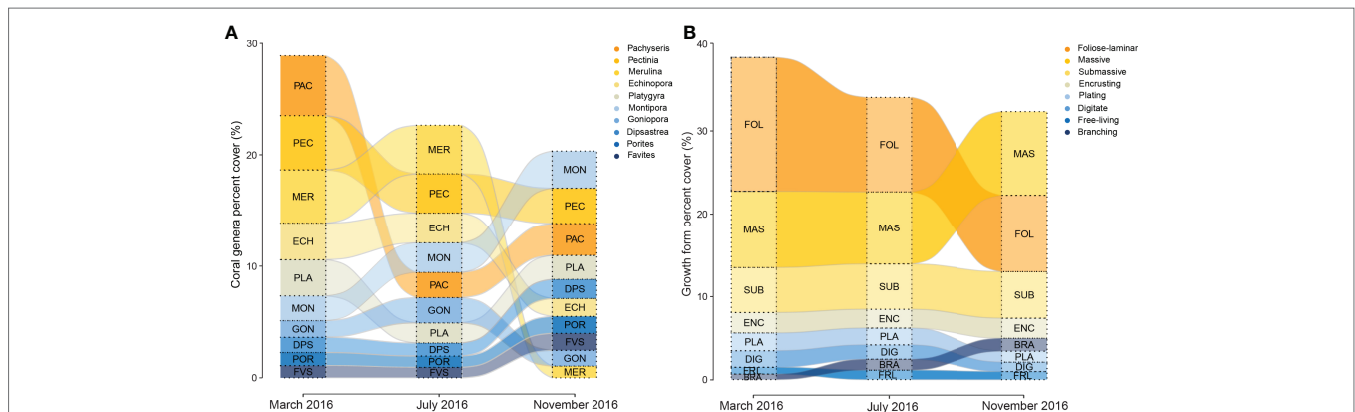 A
Coral genera percent cover (%)
30
20
10
0
PAC
PEC
MER
ECH
PLA
MON
GON
DPS
POR
FVS
MER
PEC
ECH
MON
PAC
GON
PLA
DPS
POR
FVS
MON
PEC
PAC
PLA
DPS
ECH
POR
FVS
GON
MER
March 2016
July 2016
November 2016
Pachyseris
Pectinia
Merulina
Echinopora
Platygyra
Montipora
Goniopora
Dipsastrea
Porites
Favites
B
Growth form percent cover (%)
40
30
20
10
0
FOL
MAS
SUB
ENC
PLA
DIG
FRL
BRA
FOL
MAS
SUB
ENC
PLA
DIG
BRA
FRL
MAS
FOL
SUB
ENC
BRA
PLA
DIG
FRL
March 2016
July 2016
November 2016
Foliose-laminar
Massive
Submassive
Encrusting
Plating
Digitate
Free-living
Branching